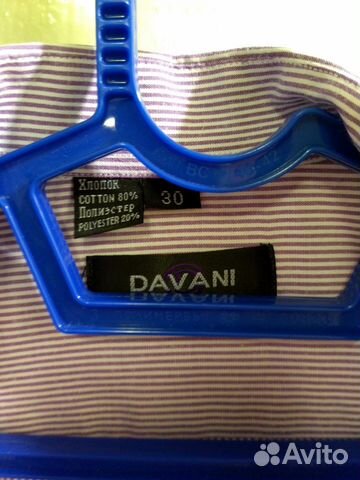 Хлопок
COTTON 80%
Полиэстер
POLYESTER 20%
30
DAVANI
Avito